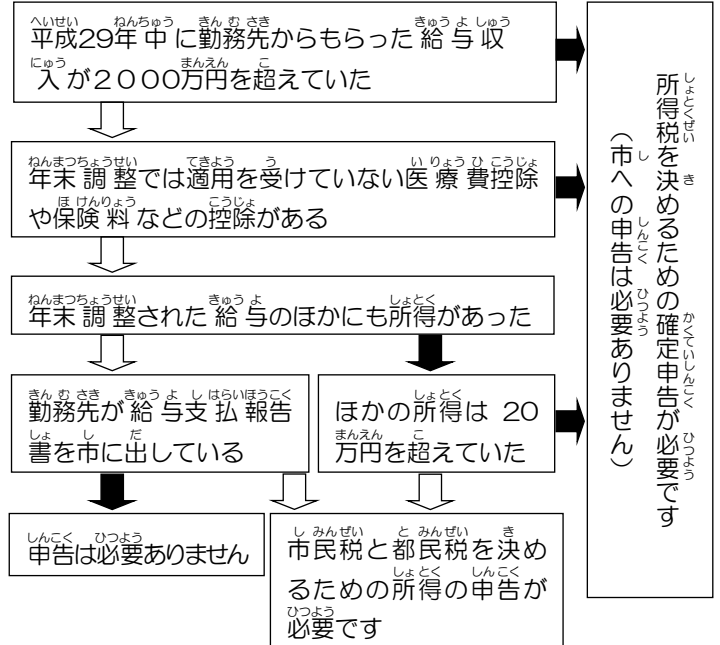 平成29年中に勤務先からもらった給与収
入が2000万円を超えていた
年末調整では適用を受けていない医療費控除
や保険料などの控除がある
年末調整された給与のほかにも所得があった
勤務先が給与支払報告
書を市に出している
ほかの所得は 20
万円を超えていた
申告は必要ありません
市民税と都民税を決め
るための所得の申告が
必要です
所得税を決めるための確定申告が必要です
(市への申告は必要ありません)